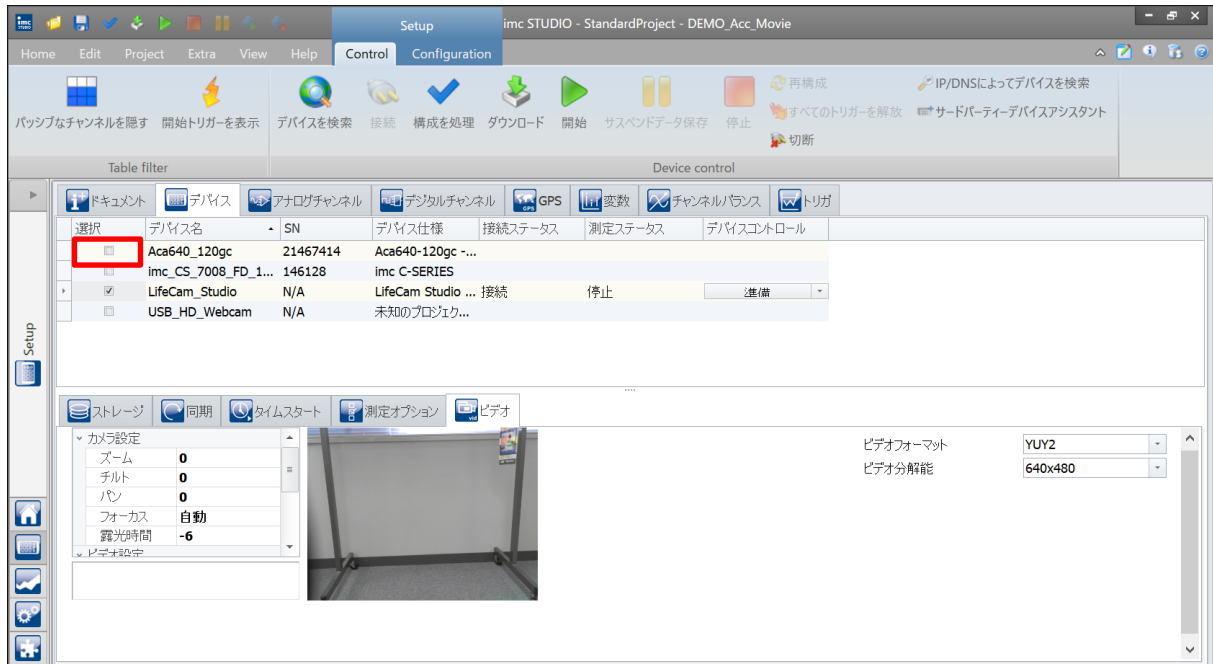 imc STUDIO
Setup
imc STUDIO - StandardProject - DEMO_Acc_Movie
Home Edit Project Extra View Help Control Configuration
パッシブなチャンネルを隠す 開始トリガーを表示 デバイスを検索 接続 構成を処理 ダウンロード 開始 サスペンドデータ保存 停止
再構成
すべてのトリガーを解放
切断
IP/DNSによってデバイスを検索
サードパーティーデバイスアシスタント
Table filter Device control
ドキュメント デバイス アナログチャンネル デジタルチャンネル GPS GPS 変数 チャンネルバランス トリガ
選択 デバイス名 SN デバイス仕様 接続ステータス 測定ステータス デバイスコントロール
Aca640_120gc 21467414 Aca640-120gc -...
imc_CS_7008_FD_1... 146128 imc C-SERIES
LifeCam_Studio N/A LifeCam Studio ... 接続 停止 準備
USB_HD_Webcam N/A 未知のプロジェク...
Setup
ストレージ 同期 タイムスタート 測定オプション vid ビデオ
カメラ設定
ズーム 0
チルト 0
パン 0
フォーカス 自動
露光時間 -6
ビデオ設定
ビデオフォーマット YUY2
ビデオ分解能 640x480